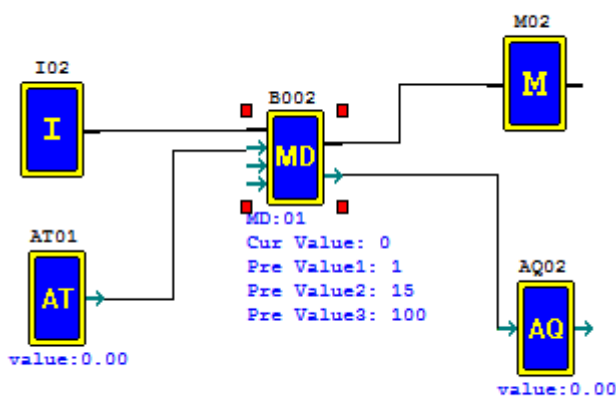 M02
I02
M
B002
I
MD
MD:01
AT01
Cur Value: 0
Pre Value1: 1
AQ02
Pre Value2: 15
AT
Pre Value3: 100
AQ
value:0.00
value:0.00